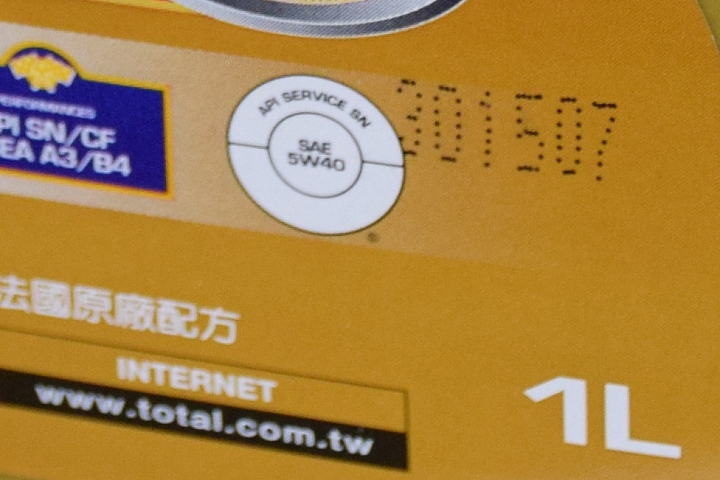 PERFORMANCES
PI SN/CF
EA A3/B4
API SERVICE SN
SAE
5W40
301507
法國原廠配方
INTERNET
www.total.com.tw
1L